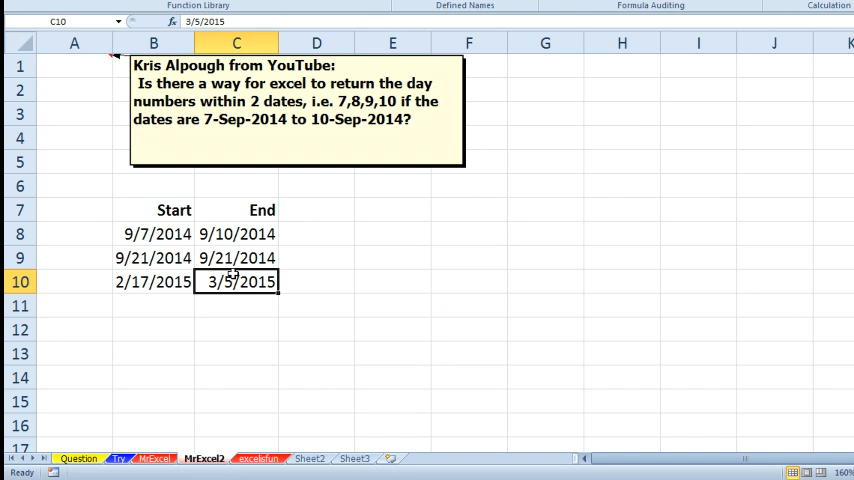 Function Library Defined Names Formula Auditing Calculation
C10 fx 3/5/2015
A B C D E F G H I J K
1 Kris Alpough from YouTube:
2 Is there a way for excel to return the day
3 numbers within 2 dates, i.e. 7,8,9,10 if the
dates are 7-Sep-2014 to 10-Sep-2014?
4
5
6
7 Start End
8 9/7/2014 9/10/2014
9 9/21/2014 9/21/2014
10 2/17/2015 3/5/2015
11
12
13
14
15
16
17
Question Try MrExcel MrExcel2 excelisfun Sheet2 Sheet3
Ready 160%